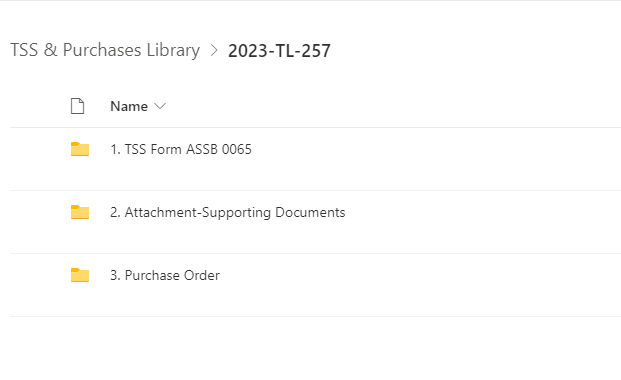 TSS & Purchases Library > 2023-TL-257
Name
1. TSS Form ASSB 0065
2. Attachment-Supporting Documents
3. Purchase Order